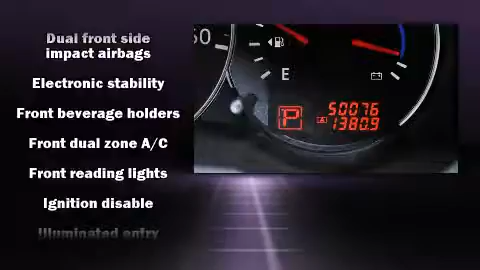 Dual front side
impact airbags
Electronic stability
Front beverage holders
Front dual zone A/C
Front reading lights
Ignition disable
Illuminated entry
50
E
P
50076
A 1380.9